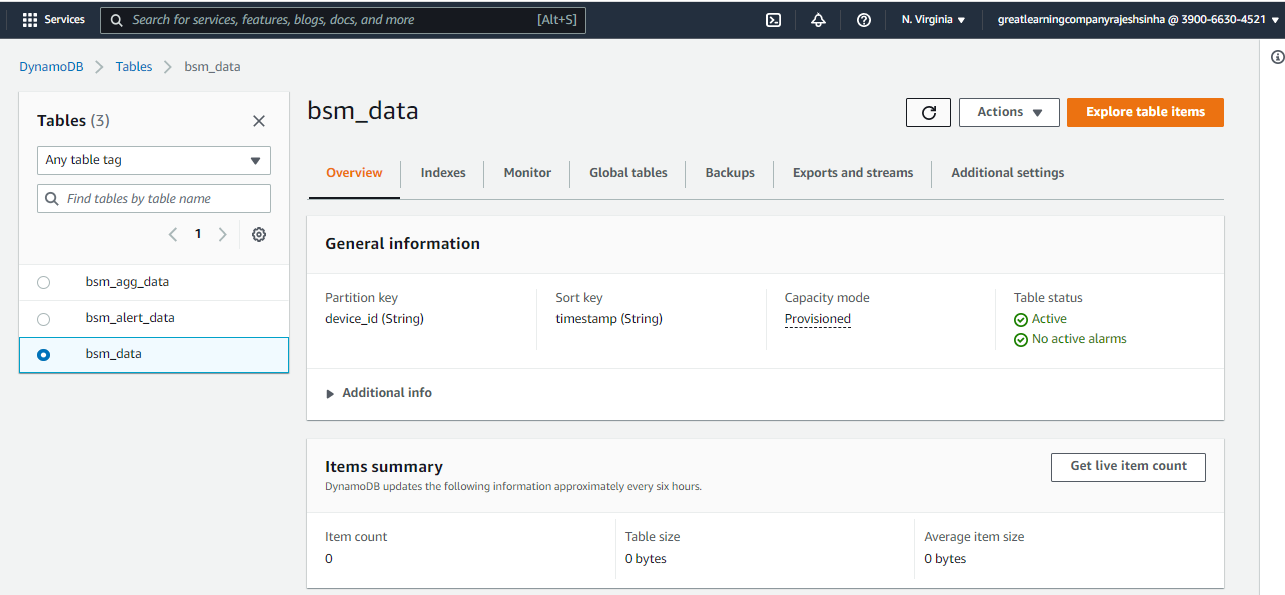 Services
Search for services, features, blogs, docs, and more [Alt+S]
N. Virginia
greatlearningcompanyrajeshsinha @ 3900-6630-4521
DynamoDB
Tables
bsm_data
Tables (3)
Any table tag
Find tables by table name
1
bsm_agg_data
bsm_alert_data
bsm_data
bsm_data
Actions
Explore table items
Overview
Indexes
Monitor
Global tables
Backups
Exports and streams
Additional settings
General information
Partition key
device_id (String)
Sort key
timestamp (String)
Capacity mode
Provisioned
Table status
Active
No active alarms
Additional info
Items summary
DynamoDB updates the following information approximately every six hours.
Get live item count
Item count
0
Table size
0 bytes
Average item size
0 bytes